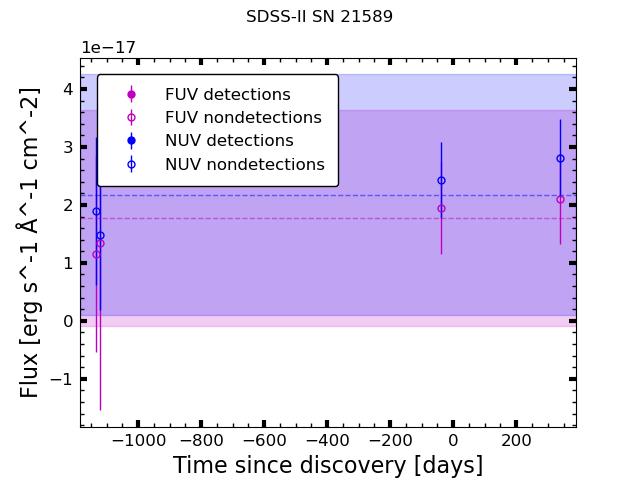 SDSS-II SN 21589
1e−17
FUV detections
FUV nondetections
NUV detections
NUV nondetections
4
3
2
1
0
−1
Flux [erg s^-1 Å^-1 cm^-2]
−1000 −800 −600 −400 −200 0 200
Time since discovery [days]